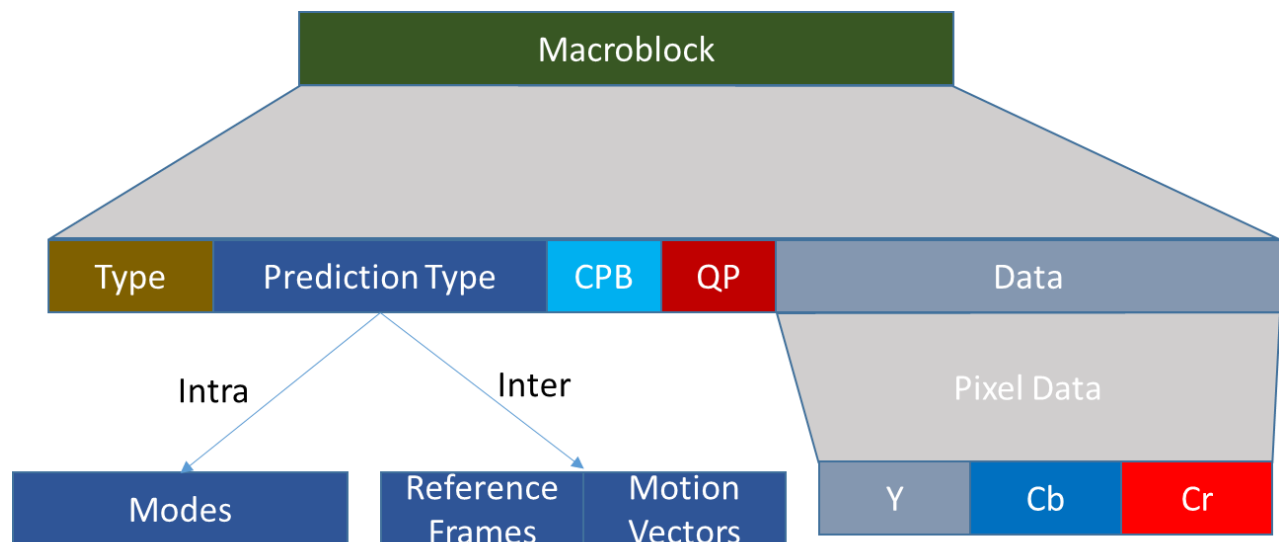 Macroblock
Type Prediction Type CPB QP Data
Intra Inter Pixel Data
Modes Reference Frames Motion Vectors Y Cb Cr